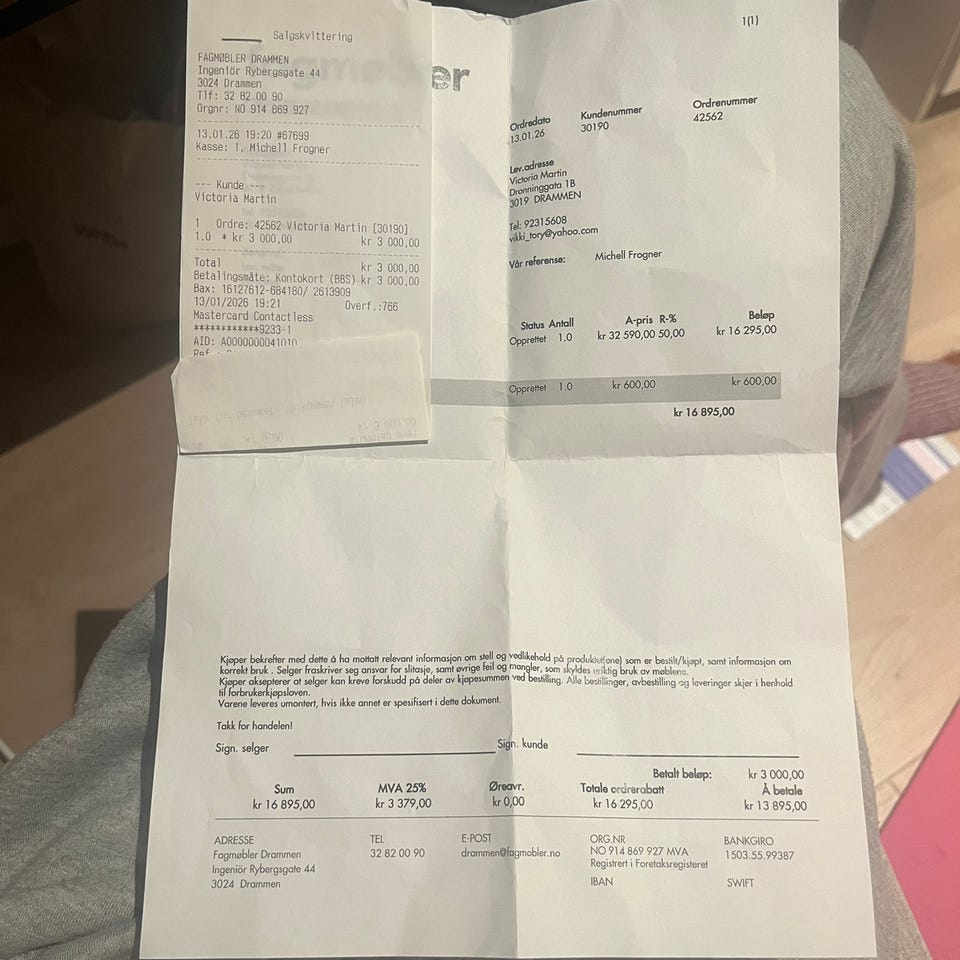 Salgskvittering
FAGMØBLER DRAMMEN
Ingeniör Rybergsgate 44
3024 Drammen
Tlf: 32 82 00 90
Orgnr: NO 914 869 927
13.01.26 19:20 #67699
Kasse: 1, Michell Frogner
--- Kunde ---
Victoria Martin
1 Ordre: 42562 Victoria Martin [30190]
1.0 * kr 3 000,00 kr 3 000,00
Total kr 3 000,00
Betalingsmåte: Kontokort (BBS) kr 3 000,00
Bax: 16127612-684160/ 2613909
13/01/2026 19:21 Overf.:766
Mastercard Contactless
************9233-1
AID: A0000000041010
Ref.:
er
1(1)
Ordredato Kundenummer Ordrenummer
13.01.26 30190 42562
Lev.adresse
Victoria Martin
Dronninggata 1B
3019 DRAMMEN
Tel: 92315608
vikki_tory@yahoo.com
Vår referense: Michell Frogner
Status Antall A-pris R-% Beløp
Opprettet 1.0 kr 32 590,00 50,00 kr 16 295,00
Opprettet 1.0 kr 600,00 kr 600,00
kr 16 895,00
Kjøper bekrefter med dette å ha mottatt relevant informasjon om stell og vedlikehold på produktet(ene) som er bestilt/kjøpt, samt informasjon om
korrekt bruk . Selger fraskriver seg ansvar for slitasje, samt øvrige feil og mangler, som skyldes uriktig bruk av møblene.
Kjøper aksepterer at selger kan kreve forskudd på deler av kjøpesummen ved bestilling. Alle bestillinger, avbestilling og leveringer skjer i henhold
til forbrukerkjøpsloven.
Varene leveres umontert, hvis ikke annet er spesifisert i dette dokument.
Takk for handelen!
Sign. selger Sign. kunde
Betalt beløp: kr 3 000,00
Sum MVA 25% Øreavr. Totale ordrerabatt Å betale
kr 16 895,00 kr 3 379,00 kr 0,00 kr 16 295,00 kr 13 895,00
ADRESSE TEL E-POST ORG.NR BANKGIRO
Fagmøbler Drammen 32 82 00 90 drammen@fagmobler.no NO 914 869 927 MVA 1503.55.99387
Ingeniör Rybergsgate 44 Registrert i Foretaksregisteret
3024 Drammen IBAN SWIFT